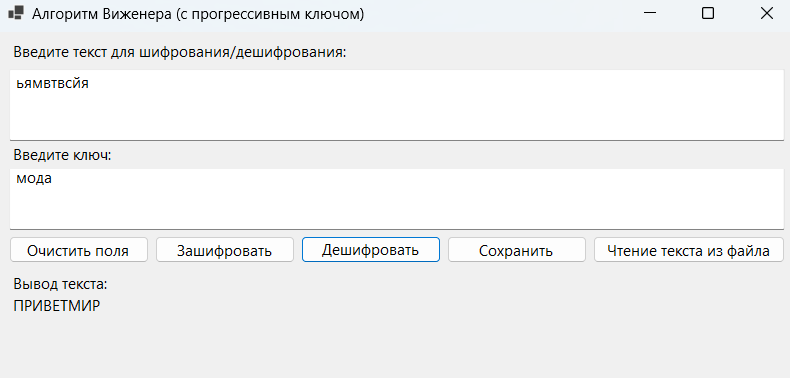 Алгоритм Виженера (с прогрессивным ключом)
Введите текст для шифрования/дешифрования:
ьямвтвсйя
Введите ключ:
мода
Очистить поля Зашифровать Дешифровать Сохранить Чтение текста из файла
Вывод текста:
ПРИВЕТМИР